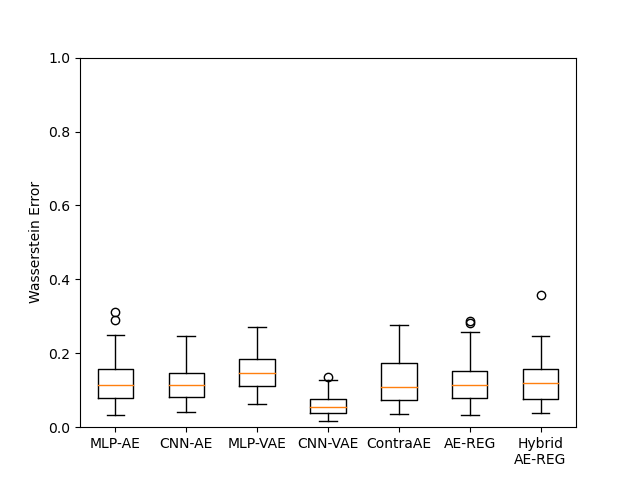 1.0
0.8
0.6
0.4
0.2
0.0
Wasserstein Error
MLP-AE
CNN-AE
MLP-VAE
CNN-VAE
ContraAE
AE-REG
Hybrid
AE-REG